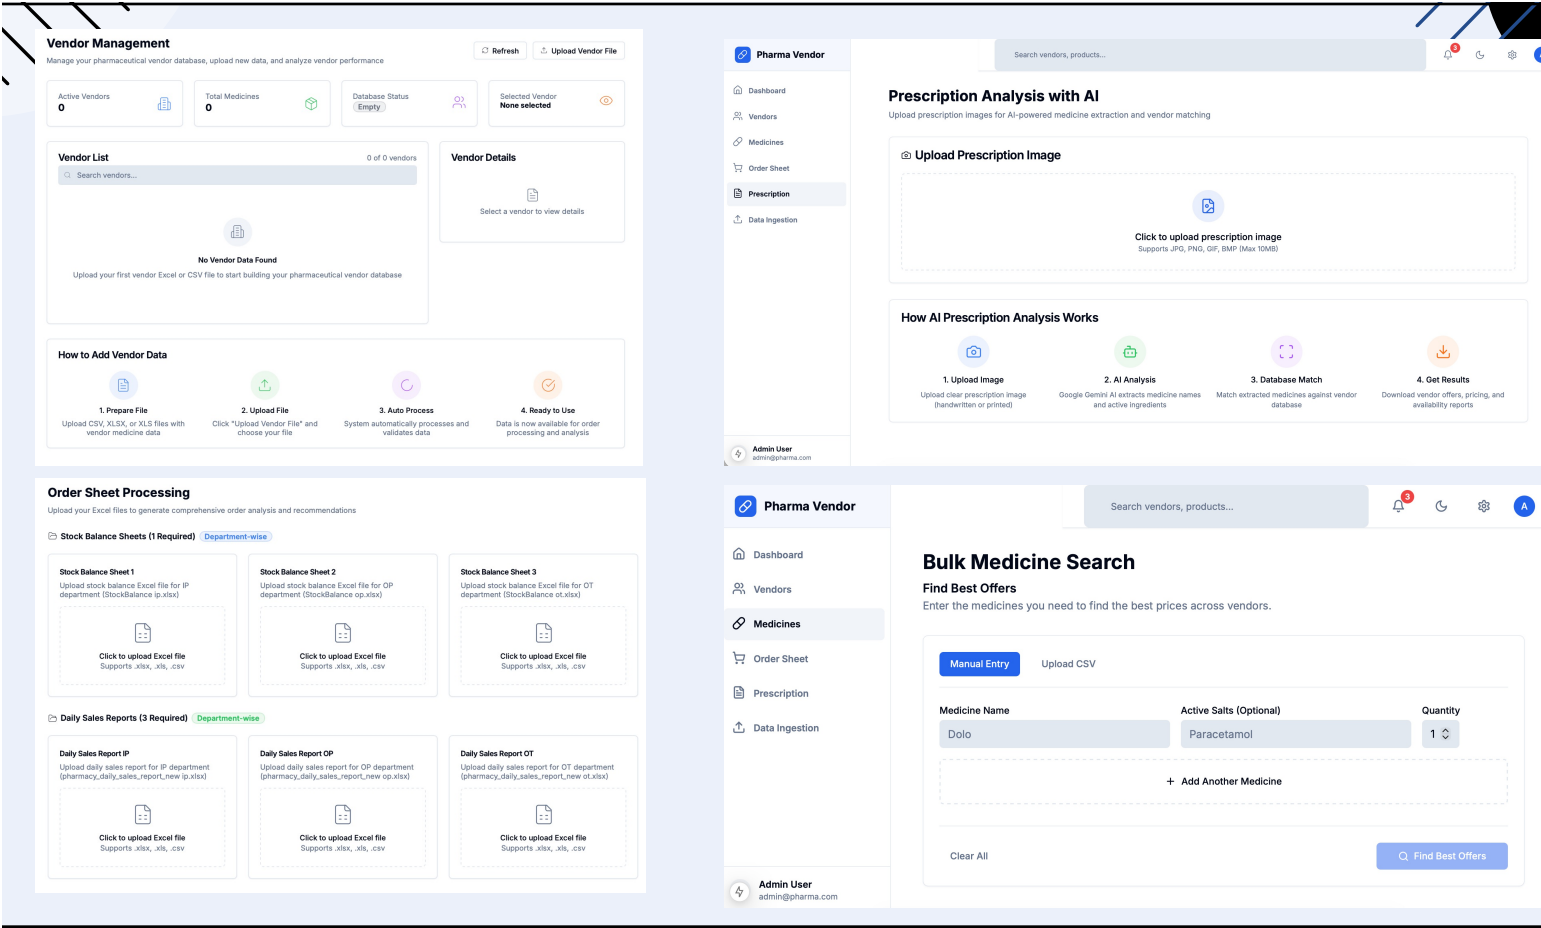 Vendor Management
Manage your pharmaceutical vendor database, upload new data, and analyze vendor performance
Refresh
Upload Vendor File
Active Vendors
0
Total Medicines
0
Database Status
Empty
Selected Vendor
None selected
Vendor List
0 of 0 vendors
Search vendors...
No Vendor Data Found
Upload your first vendor Excel or CSV file to start building your pharmaceutical vendor database
Vendor Details
Select a vendor to view details
How to Add Vendor Data
1. Prepare File
Upload CSV, XLSX, or XLS files with
vendor medicine data
2. Upload File
Click "Upload Vendor File" and
choose your file
3. Auto Process
System automatically processes and
validates data
4. Ready to Use
Data is now available for order
processing and analysis
Pharma Vendor
Search vendors, products...
3
A
Dashboard
Vendors
Medicines
Order Sheet
Prescription
Data Ingestion
Admin User
admin@pharma.com
Prescription Analysis with AI
Upload prescription images for AI-powered medicine extraction and vendor matching
Upload Prescription Image
Click to upload prescription image
Supports JPG, PNG, GIF, BMP (Max 10MB)
How AI Prescription Analysis Works
1. Upload Image
Upload clear prescription image
(handwritten or printed)
2. AI Analysis
Google Gemini AI extracts medicine names
and active ingredients
3. Database Match
Match extracted medicines against vendor
database
4. Get Results
Download vendor offers, pricing, and
availability reports
Order Sheet Processing
Upload your Excel files to generate comprehensive order analysis and recommendations
Stock Balance Sheets (1 Required) Department-wise
Stock Balance Sheet 1
Upload stock balance Excel file for IP
department (StockBalance ip.xlsx)
Click to upload Excel file
Supports .xlsx, .xls, .csv
Stock Balance Sheet 2
Upload stock balance Excel file for OP
department (StockBalance op.xlsx)
Click to upload Excel file
Supports .xlsx, .xls, .csv
Stock Balance Sheet 3
Upload stock balance Excel file for OT
department (StockBalance ot.xlsx)
Click to upload Excel file
Supports .xlsx, .xls, .csv
Daily Sales Reports (3 Required) Department-wise
Daily Sales Report IP
Upload daily sales report for IP department
(pharmacy_daily_sales_report_new ip.xlsx)
Click to upload Excel file
Supports .xlsx, .xls, .csv
Daily Sales Report OP
Upload daily sales report for OP department
(pharmacy_daily_sales_report_new op.xlsx)
Click to upload Excel file
Supports .xlsx, .xls, .csv
Daily Sales Report OT
Upload daily sales report for OT department
(pharmacy_daily_sales_report_new ot.xlsx)
Click to upload Excel file
Supports .xlsx, .xls, .csv
Pharma Vendor
Search vendors, products...
3
A
Dashboard
Vendors
Medicines
Order Sheet
Prescription
Data Ingestion
Admin User
admin@pharma.com
Bulk Medicine Search
Find Best Offers
Enter the medicines you need to find the best prices across vendors.
Manual Entry
Upload CSV
Medicine Name
Active Salts (Optional)
Quantity
Dolo
Paracetamol
1
+ Add Another Medicine
Clear All
Find Best Offers